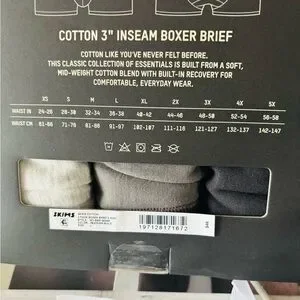 COTTON 3" INSEAM BOXER BRIEF
COTTON LIKE YOU'VE NEVER FELT BEFORE.
THIS CLASSIC COLLECTION OF ESSENTIALS IS BUILT FROM A SOFT,
MID-WEIGHT COTTON BLEND WITH BUILT-IN RECOVERY FOR
COMFORTABLE, EVERYDAY WEAR.
XS S M L XL 2X 3X 4X 5X
WAIST IN 24-26 28-30 32-34 36-38 40-42 44-46 48-50 52-54 56-58
WAIST CM 61-66 71-76 81-86 91-97 102-107 111-116 121-127 132-137 142-147
SKIMS
197128171672